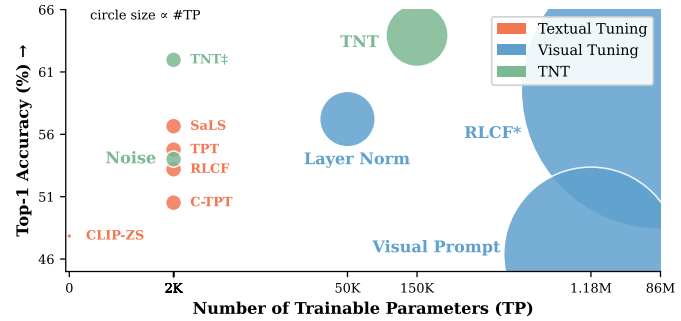 circle size ∝ #TP
Textual Tuning
Visual Tuning
TNT
TNT
TNT‡
SaLS
TPT
Noise
RLCF
C-TPT
CLIP-ZS
Layer Norm
RLCF*
Visual Prompt
Top-1 Accuracy (%) →
66
61
56
51
46
0
2K
50K
150K
1.18M
86M
Number of Trainable Parameters (TP)